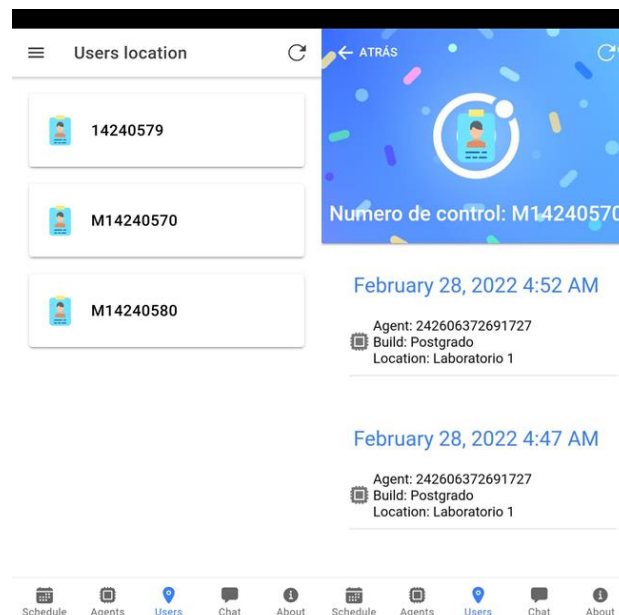 Users location
14240579
M14240570
M14240580
Schedule Agents Users Chat About
ATRÁS
Numero de control: M14240570
February 28, 2022 4:52 AM
Agent: 242606372691727
Build: Postgrado
Location: Laboratorio 1
February 28, 2022 4:47 AM
Agent: 242606372691727
Build: Postgrado
Location: Laboratorio 1
Schedule Agents Users Chat About